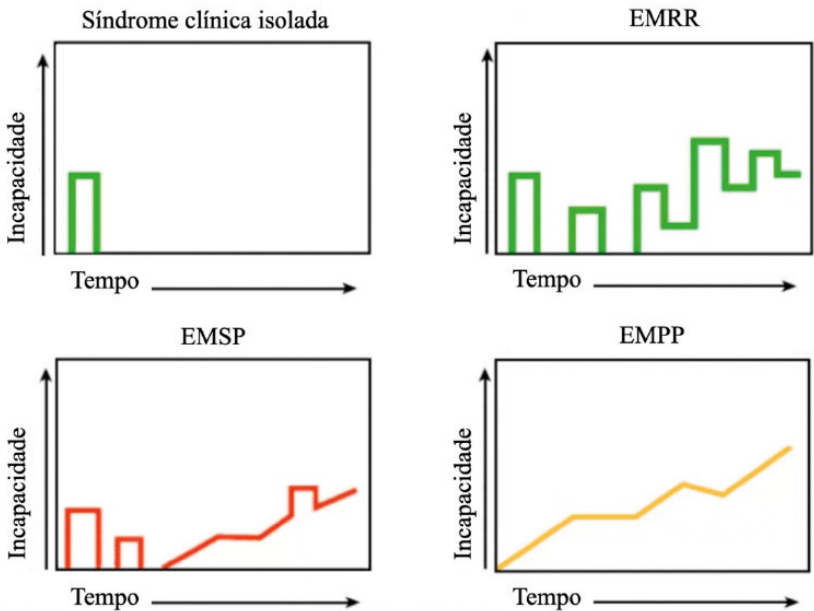 Síndrome clínica isolada
Incapacidade
Tempo
EMRR
Incapacidade
Tempo
EMSP
Incapacidade
Tempo
EMPP
Incapacidade
Tempo